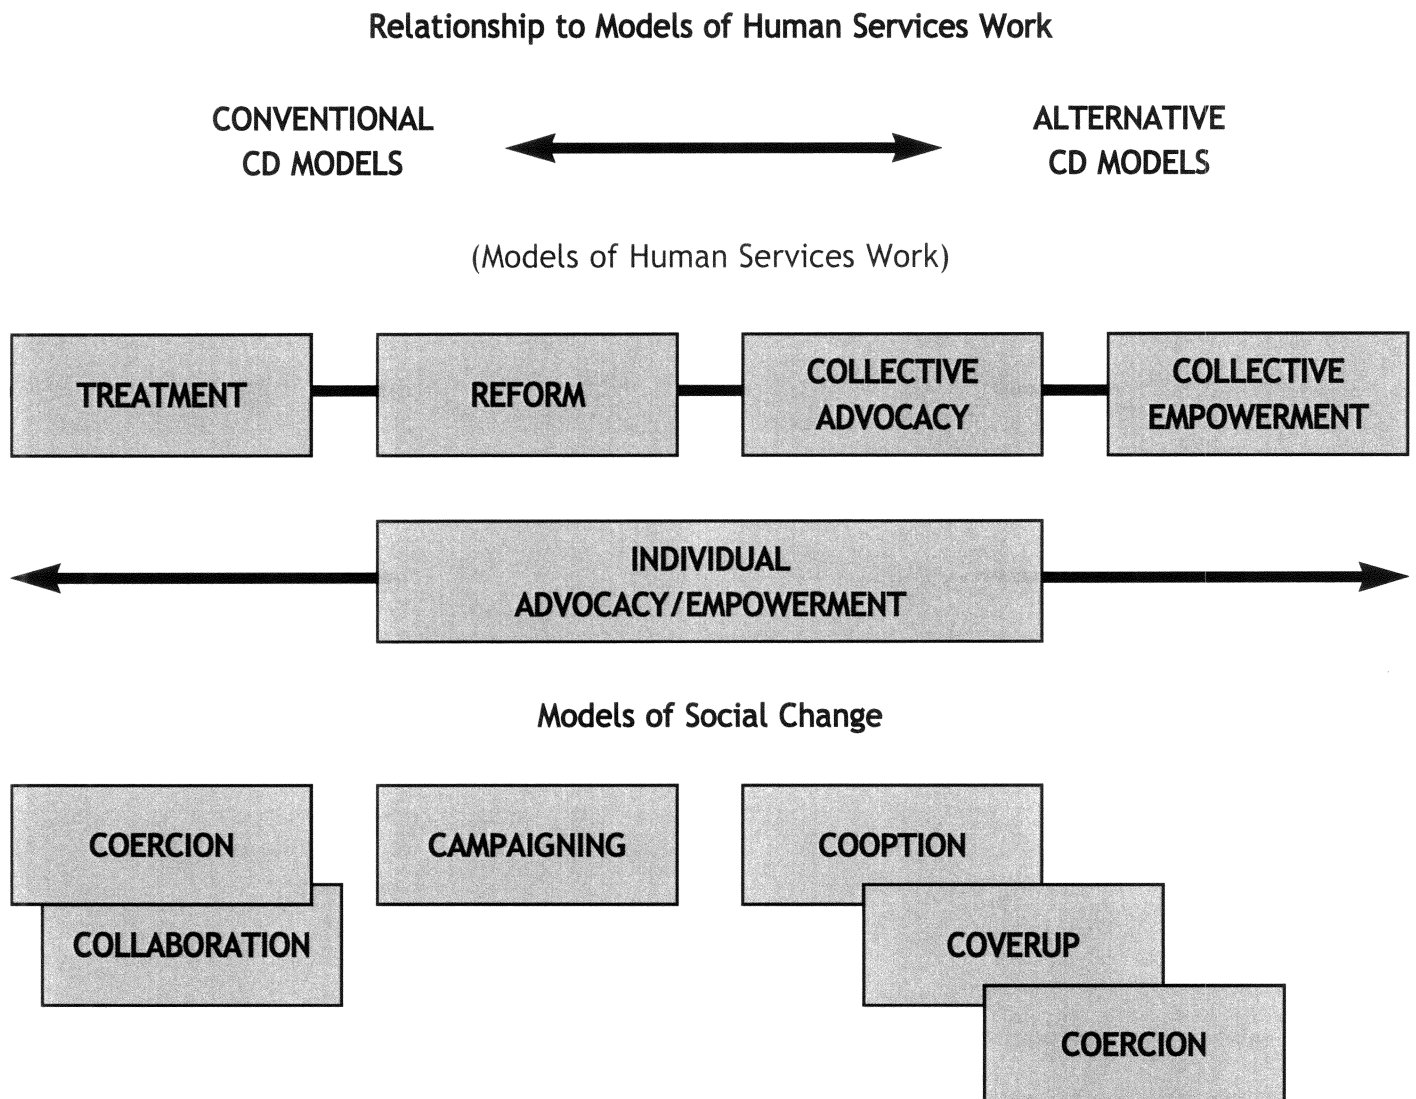 Relationship to Models of Human Services Work
CONVENTIONAL
CD MODELS
ALTERNATIVE
CD MODELS
(Models of Human Services Work)
TREATMENT
REFORM
COLLECTIVE
ADVOCACY
COLLECTIVE
EMPOWERMENT
INDIVIDUAL
ADVOCACY/EMPOWERMENT
Models of Social Change
COERCION
COLLABORATION
CAMPAIGNING
COOPTION
COVERUP
COERCION